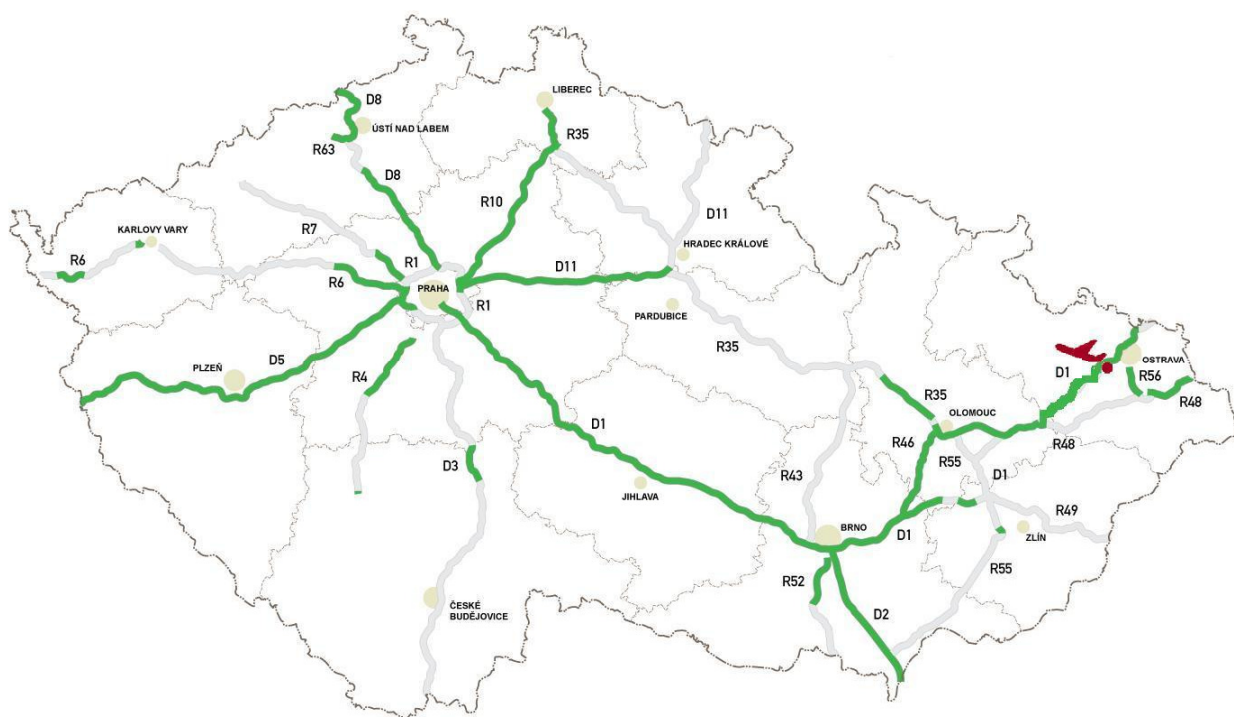 D8
LIBEREC
ÚSTÍ NAD LABEM
R35
R63
D8
R10
D11
KARLOVY VARY
R7
HRADEC KRÁLOVÉ
R6
R1
D11
R6
PRAHA
R1
PARDUBICE
R35
D5
OSTRAVA
PLZEŇ
R4
D1
R56
R48
R35
D1
OLOMOUC
R46
R48
R55
D3
R43
D1
JIHLAVA
R49
BRNO
D1
ZLÍN
R55
R52
ČESKÉ
BUDĚJOVICE
D2